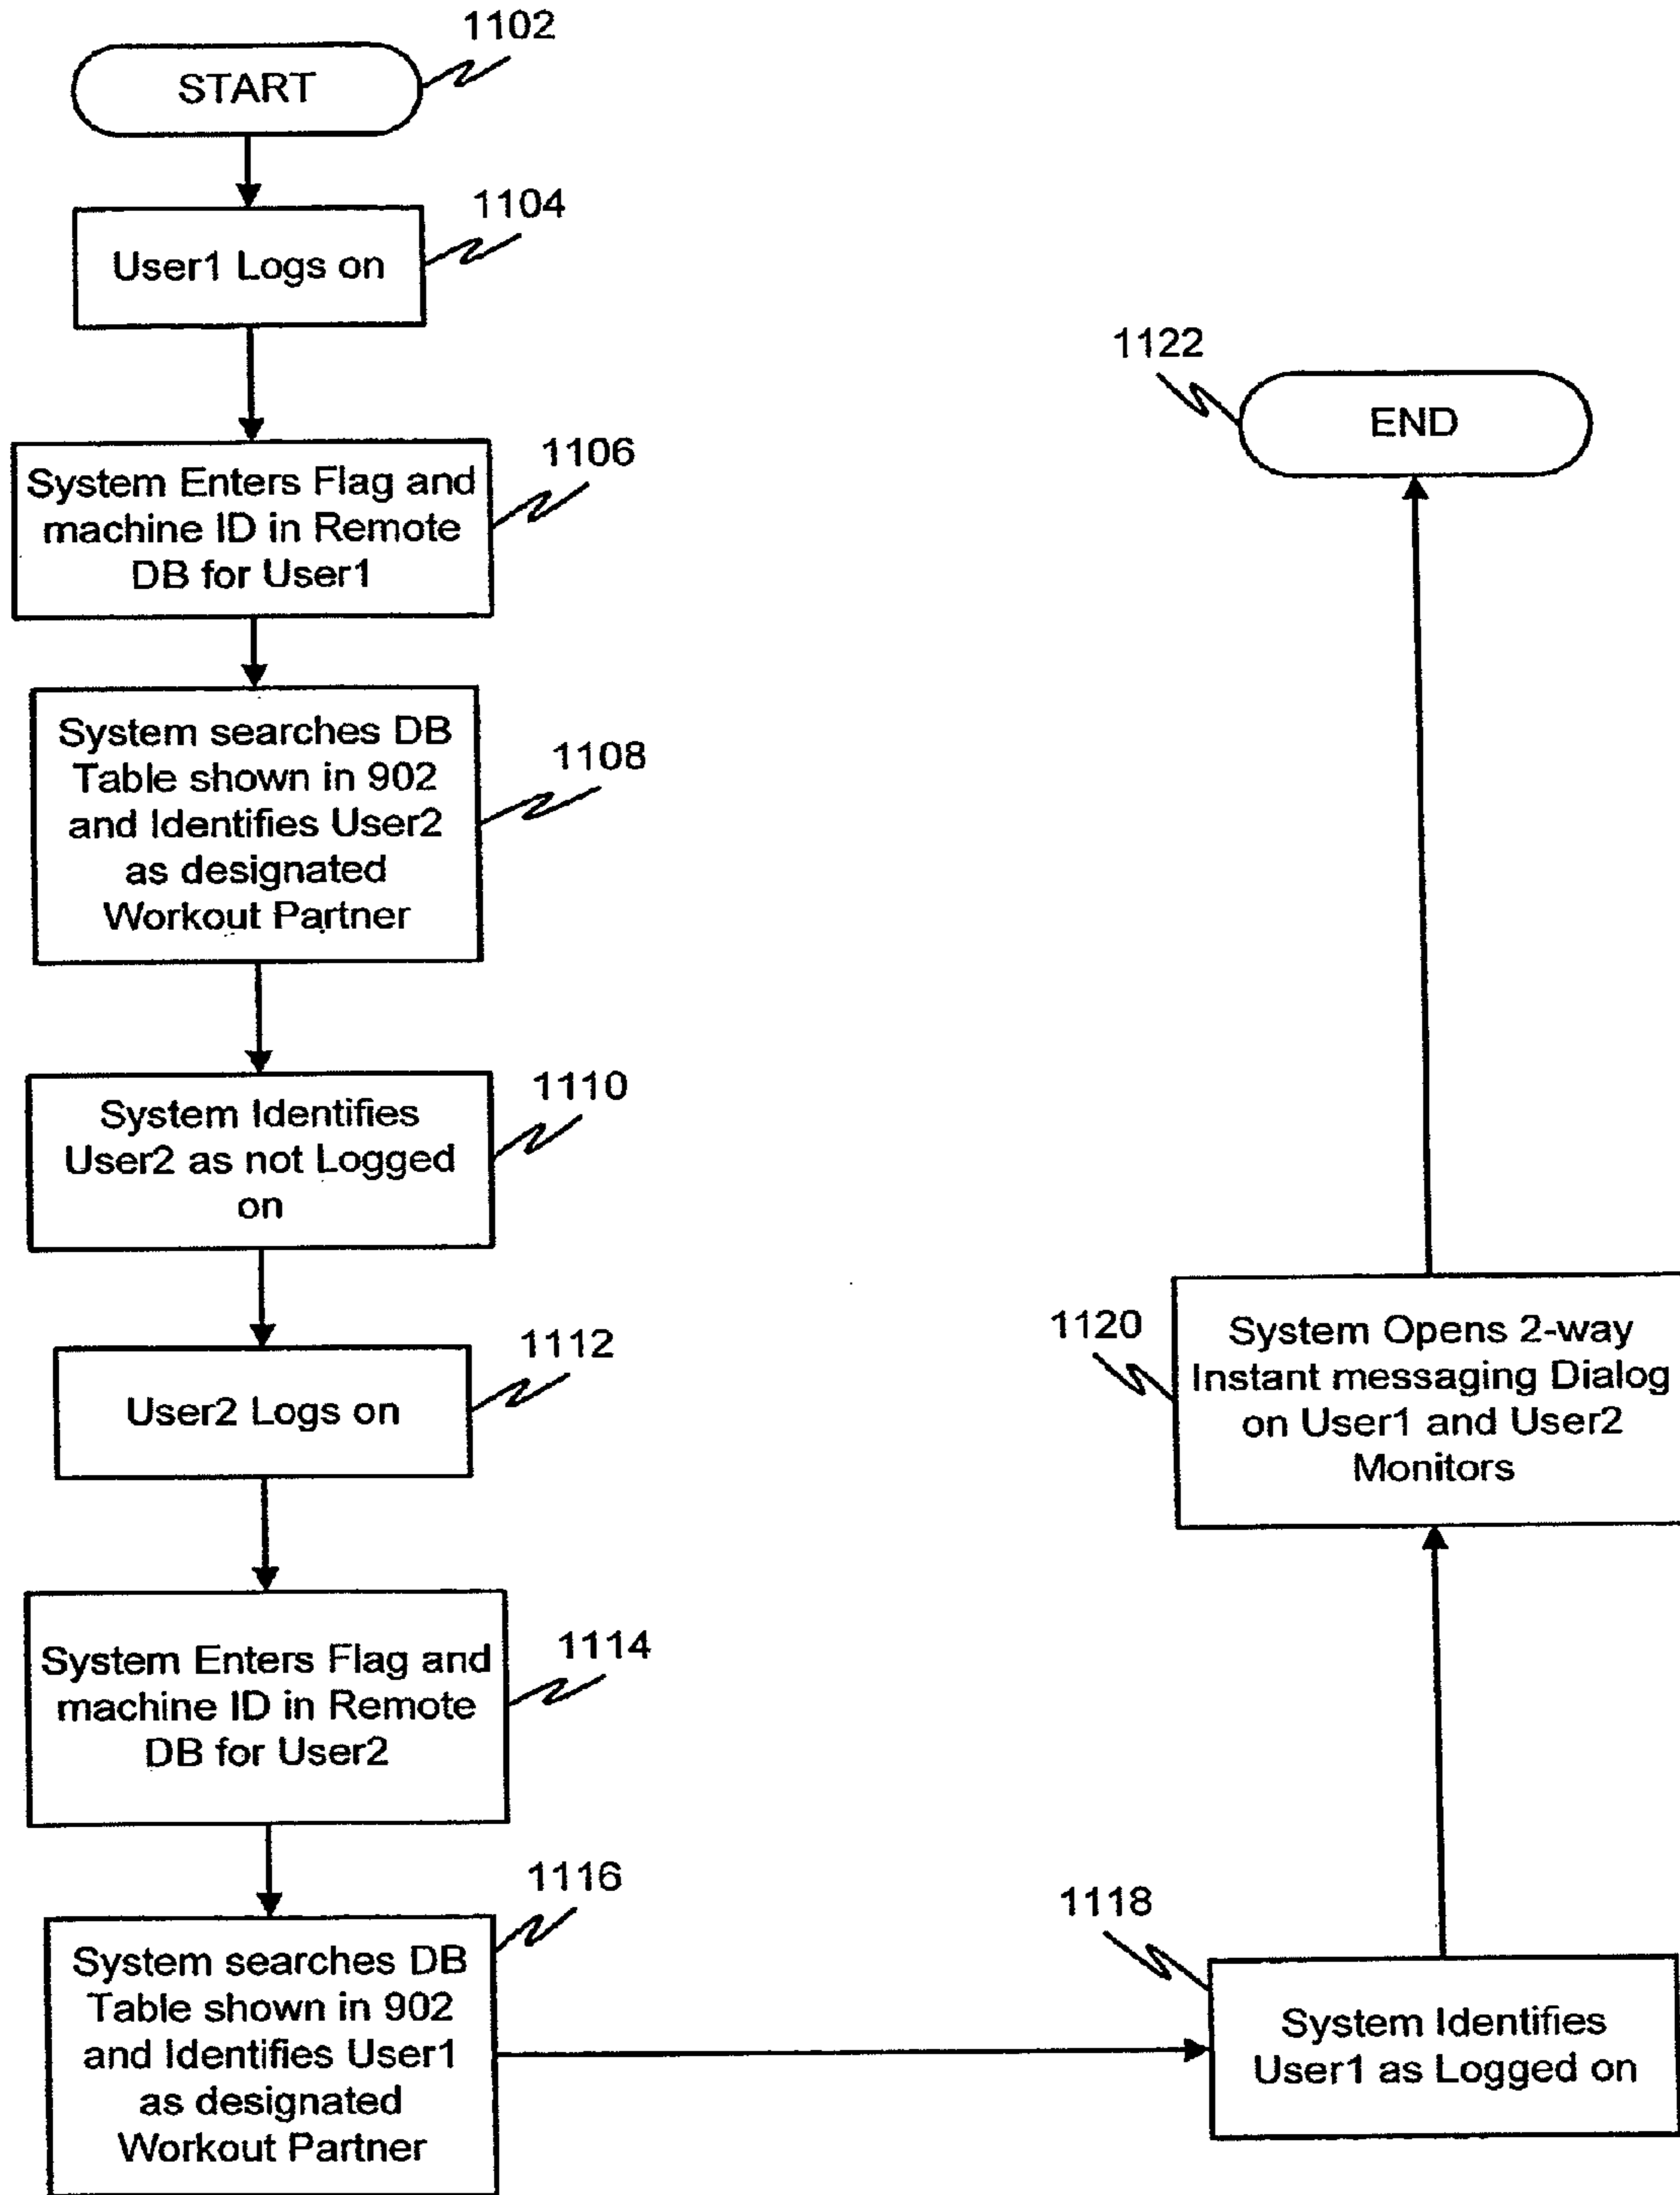 1102
START
1104
User1 Logs on
1106
System Enters Flag and
machine ID in Remote
DB for User1
1108
System searches DB
Table shown in 902
and Identifies User2
as designated
Workout Partner
1110
System Identifies
User2 as not Logged
on
1112
User2 Logs on
1114
System Enters Flag and
machine ID in Remote
DB for User2
1116
System searches DB
Table shown in 902
and Identifies User1
as designated
Workout Partner
1118
System Identifies
User1 as Logged on
1120
System Opens 2-way
Instant messaging Dialog
on User1 and User2
Monitors
1122
END